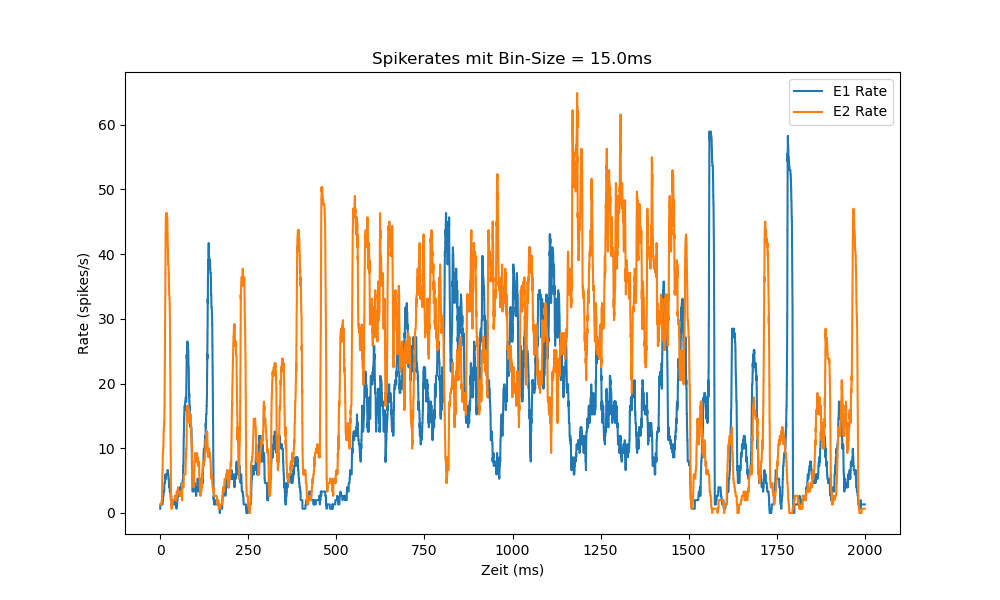 Spikerates mit Bin-Size = 15.0ms
E1 Rate
E2 Rate
Rate (spikes/s)
60
50
40
30
20
10
0
0 250 500 750 1000 1250 1500 1750 2000
Zeit (ms)